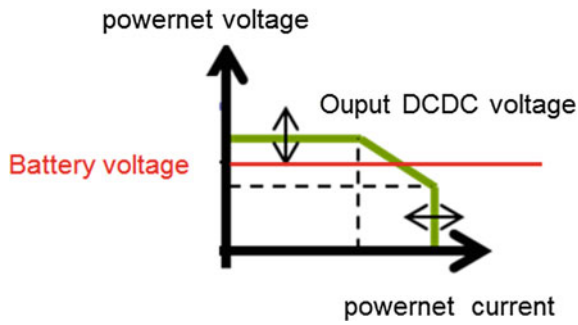 powernet voltage
Ouput DCDC voltage
Battery voltage
powernet current